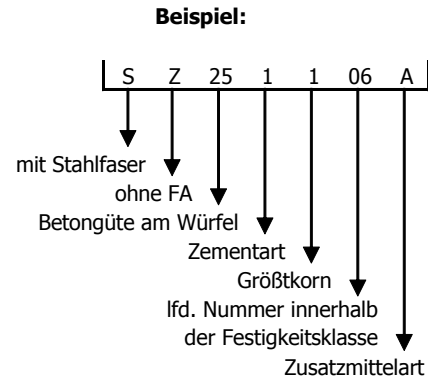 Beispiel:
S Z 25 1 1 06 A
mit Stahlfaser
ohne FA
Betongüte am Würfel
Zementart
Größtkorn
lfd. Nummer innerhalb
der Festigkeitsklasse
Zusatzmittelart